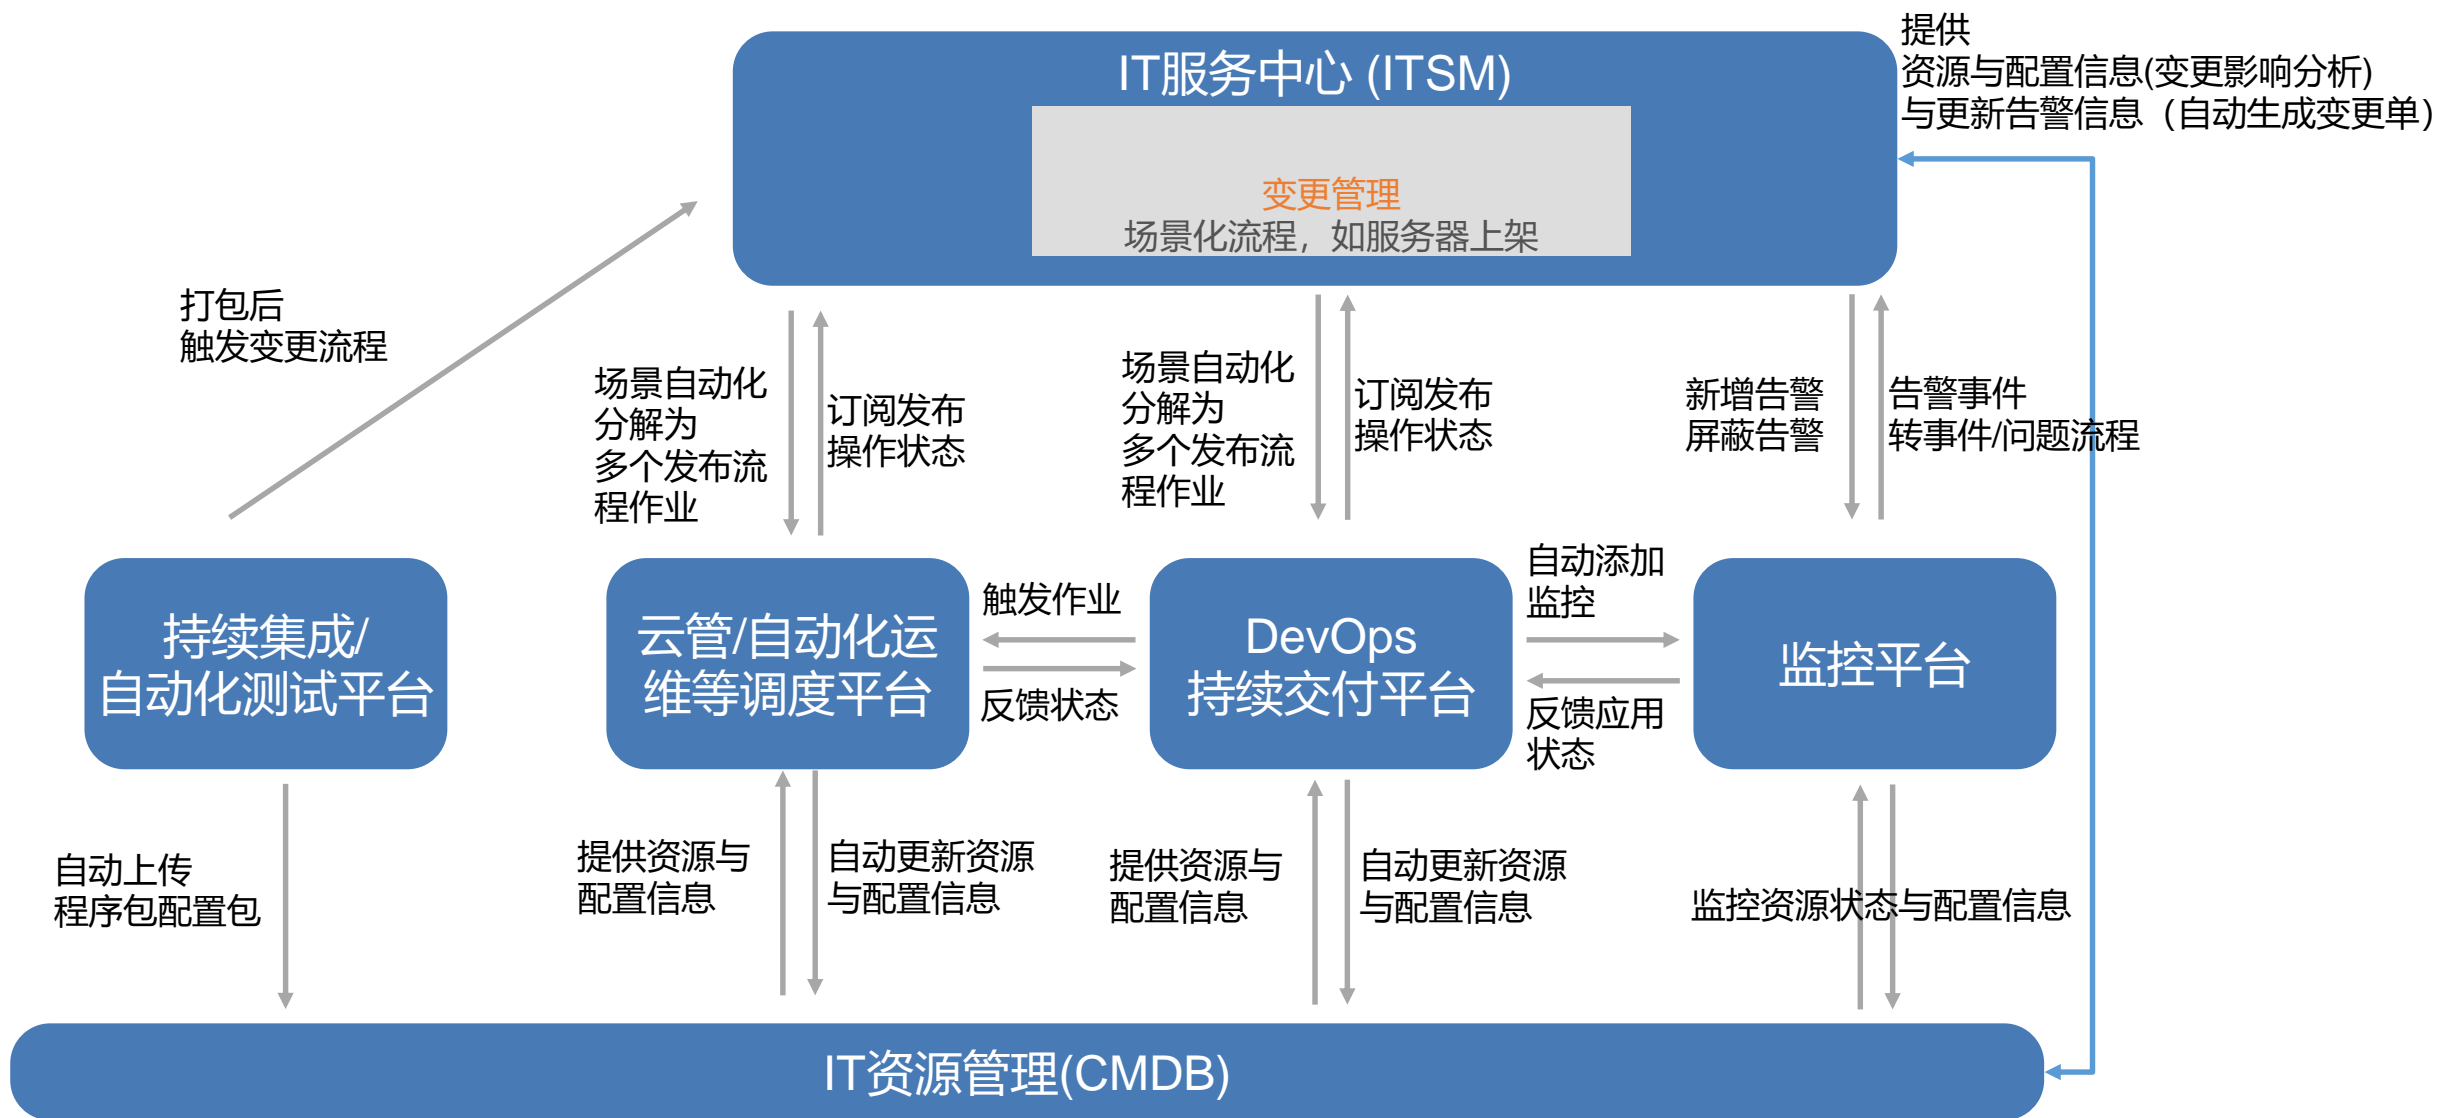 提供
资源与配置信息(变更影响分析)
与更新告警信息（自动生成变更单）
IT服务中心 (ITSM)
变更管理
场景化流程，如服务器上架
打包后
触发变更流程
场景自动化
分解为
多个发布流
程作业
订阅发布
操作状态
场景自动化
分解为
多个发布流
程作业
订阅发布
操作状态
新增告警
屏蔽告警
告警事件
转事件/问题流程
持续集成/
自动化测试平台
云管/自动化运
维等调度平台
触发作业
反馈状态
DevOps
持续交付平台
自动添加
监控
反馈应用
状态
监控平台
自动上传
程序包配置包
提供资源与
配置信息
自动更新资源
与配置信息
提供资源与
配置信息
自动更新资源
与配置信息
监控资源状态与配置信息
IT资源管理(CMDB)